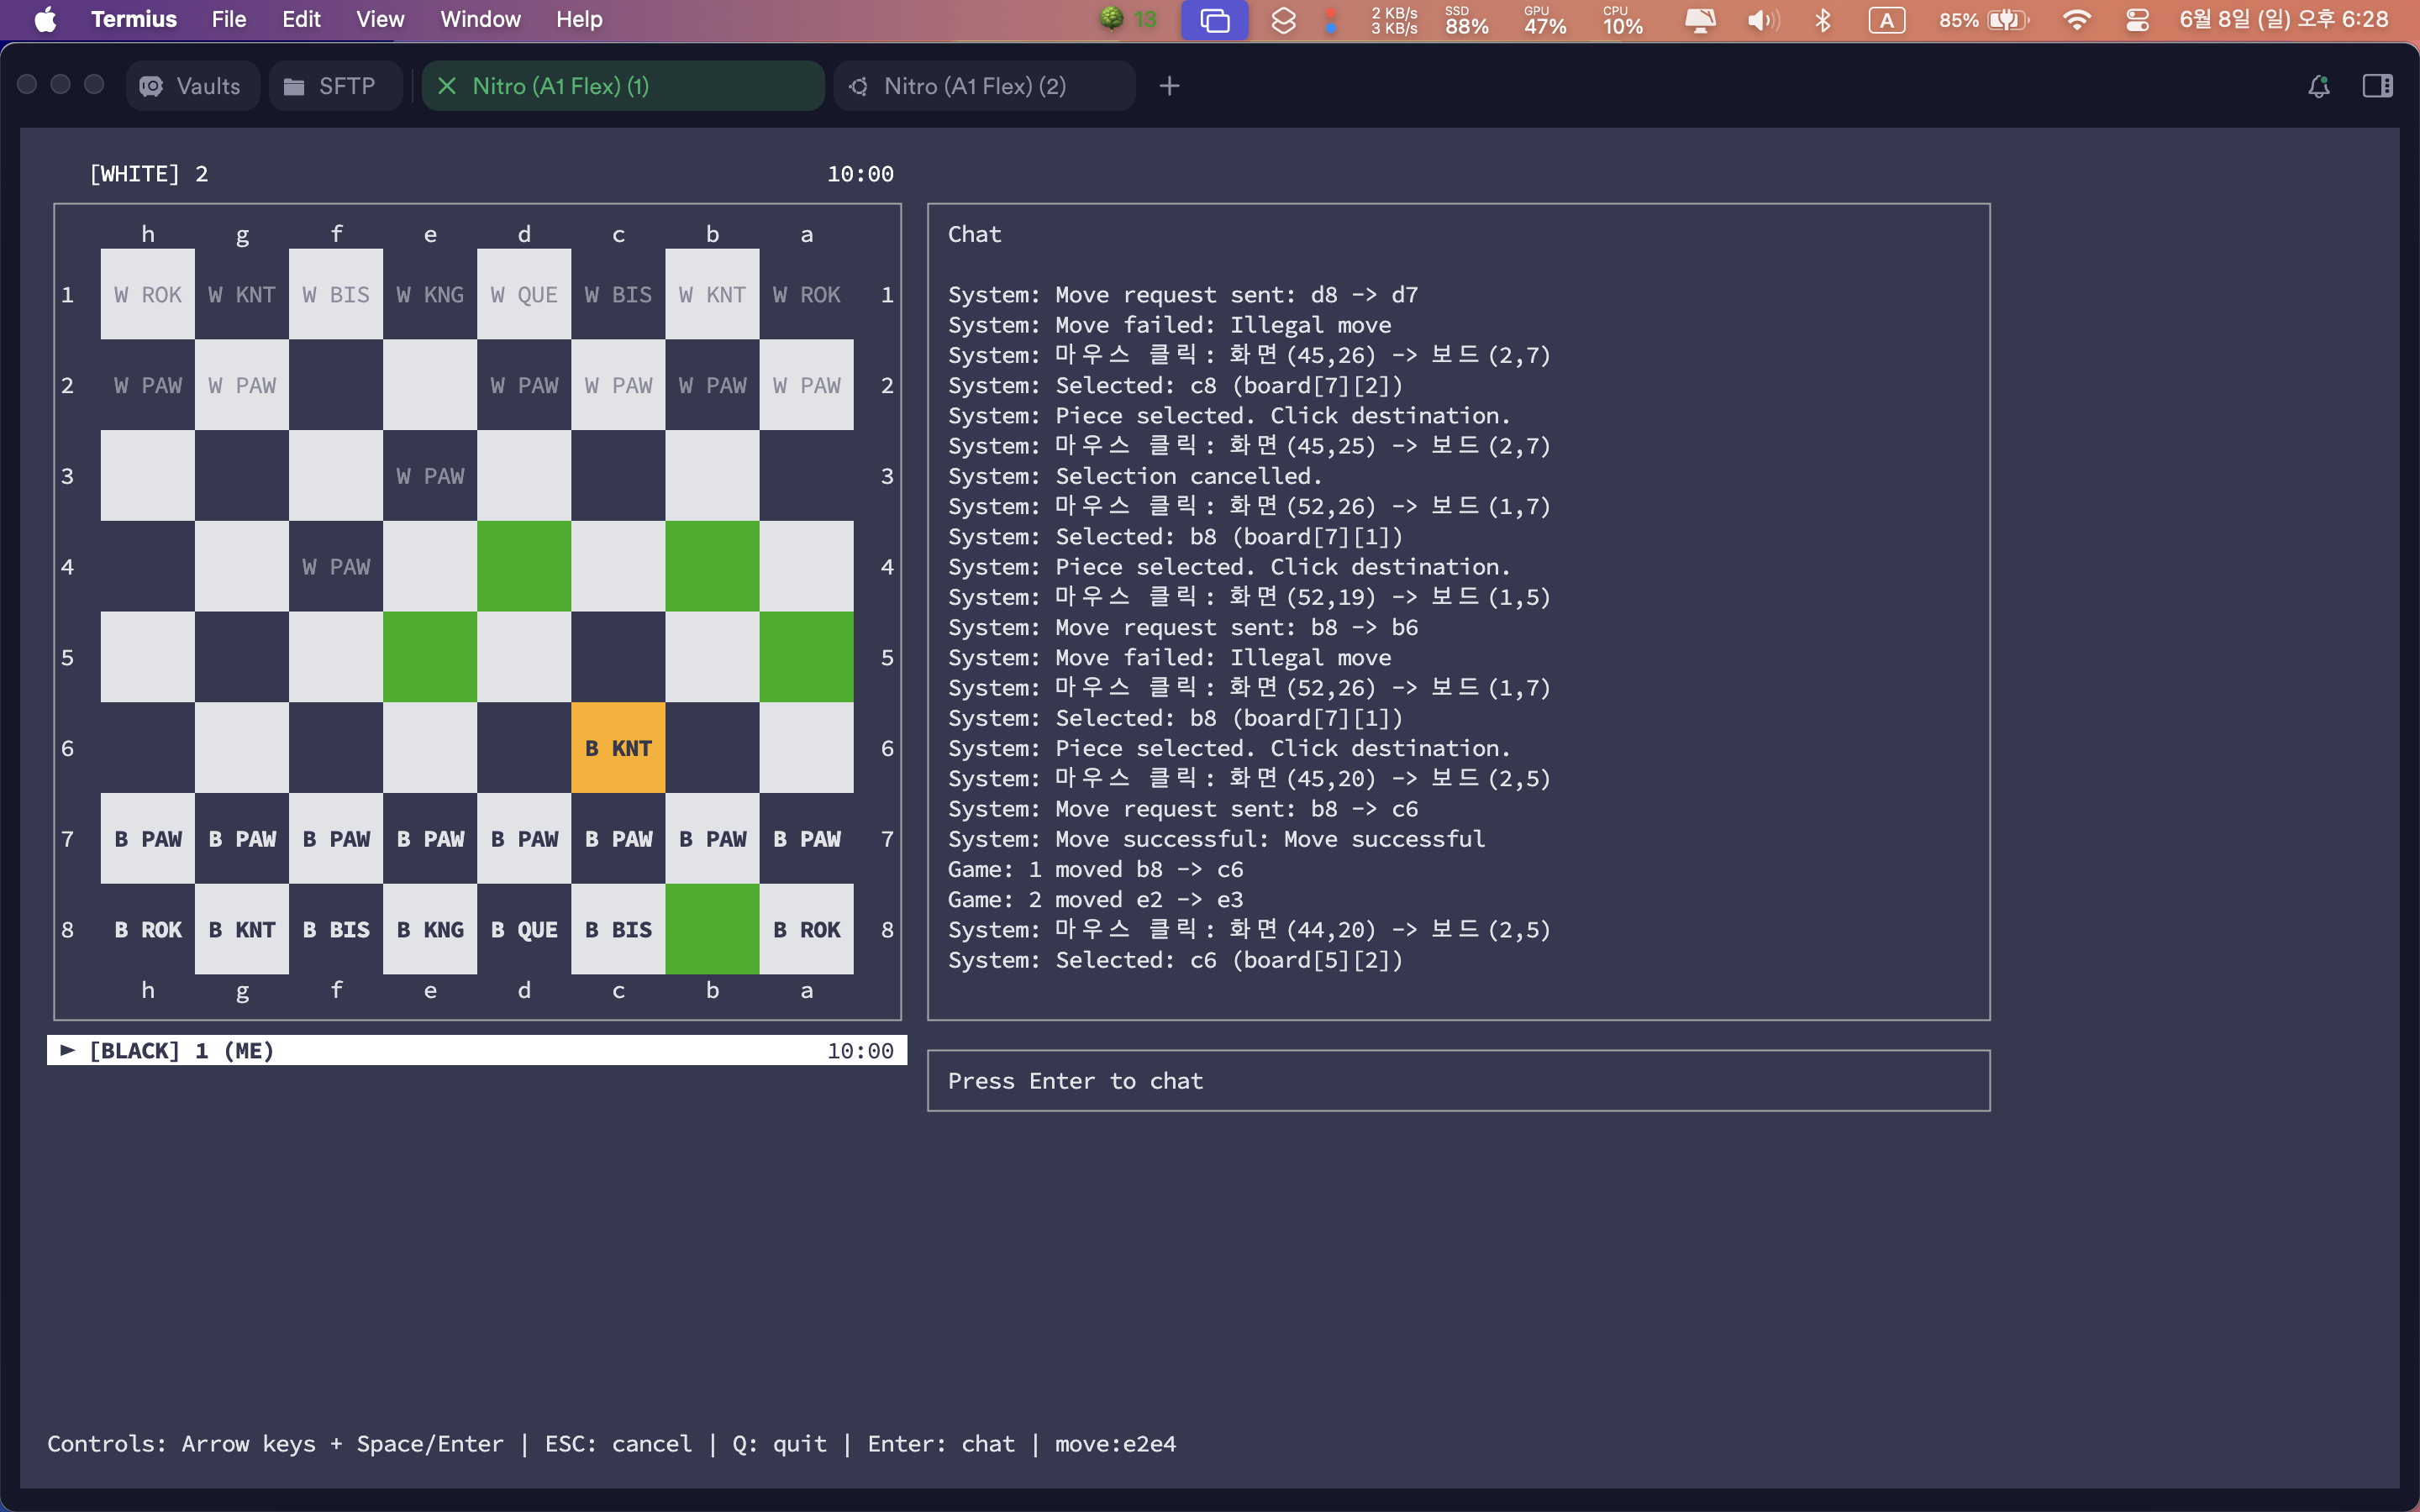 Termius File Edit View Window Help 13 2 KB/s 3 KB/s SSD 88% GPU 47% CPU 10% A 85% 6월 8일 (일) 오후 6:28
Vaults SFTP Nitro (A1 Flex) (1) Nitro (A1 Flex) (2)
[WHITE] 2 10:00
h g f e d c b a
1 W ROK W KNT W BIS W KNG W QUE W BIS W KNT W ROK 1
2 W PAW W PAW W PAW W PAW W PAW W PAW 2
3 W PAW 3
4 W PAW 4
5 5
6 B KNT 6
7 B PAW B PAW B PAW B PAW B PAW B PAW B PAW B PAW 7
8 B ROK B KNT B BIS B KNG B QUE B BIS B ROK 8
h g f e d c b a
► [BLACK] 1 (ME) 10:00
Chat
System: Move request sent: d8 -> d7
System: Move failed: Illegal move
System: 마우스 클릭: 화면(45,26) -> 보드(2,7)
System: Selected: c8 (board[7][2])
System: Piece selected. Click destination.
System: 마우스 클릭: 화면(45,25) -> 보드(2,7)
System: Selection cancelled.
System: 마우스 클릭: 화면(52,26) -> 보드(1,7)
System: Selected: b8 (board[7][1])
System: Piece selected. Click destination.
System: 마우스 클릭: 화면(52,19) -> 보드(1,5)
System: Move request sent: b8 -> b6
System: Move failed: Illegal move
System: 마우스 클릭: 화면(52,26) -> 보드(1,7)
System: Selected: b8 (board[7][1])
System: Piece selected. Click destination.
System: 마우스 클릭: 화면(45,20) -> 보드(2,5)
System: Move request sent: b8 -> c6
System: Move successful: Move successful
Game: 1 moved b8 -> c6
Game: 2 moved e2 -> e3
System: 마우스 클릭: 화면(44,20) -> 보드(2,5)
System: Selected: c6 (board[5][2])
Press Enter to chat
Controls: Arrow keys + Space/Enter | ESC: cancel | Q: quit | Enter: chat | move:e2e4